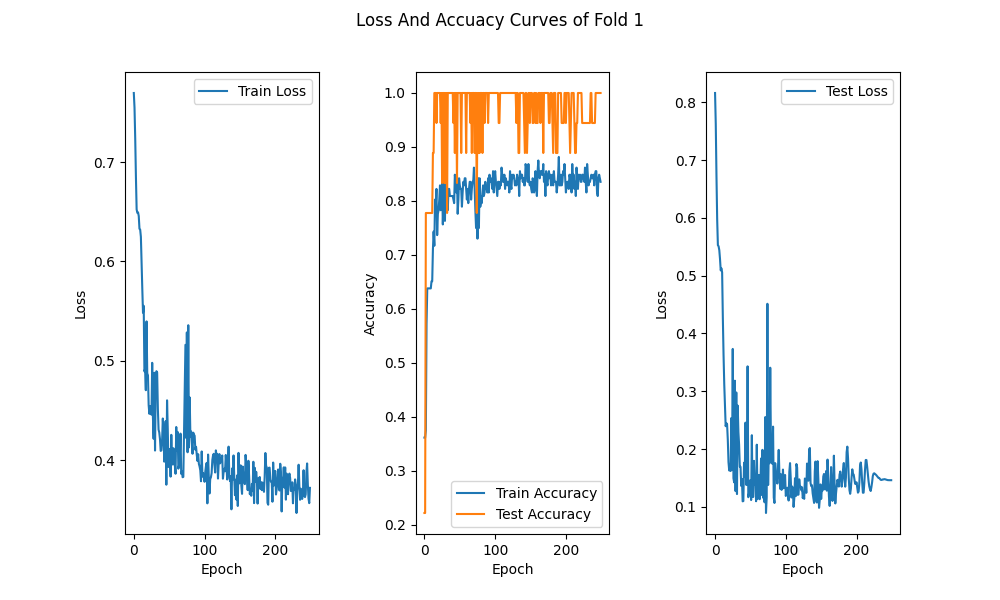 Loss And Accuacy Curves of Fold 1
Train Loss
0.7
0.6
0.5
0.4
Loss
0
100
200
Epoch
1.0
0.9
0.8
0.7
0.6
0.5
0.4
0.3
0.2
Accuracy
Train Accuracy
Test Accuracy
0
100
200
Epoch
Test Loss
0.8
0.7
0.6
0.5
0.4
0.3
0.2
0.1
Loss
0
100
200
Epoch